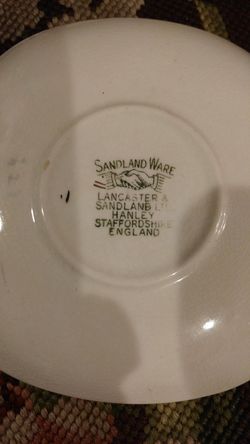 SANDLAND WARE
LANCASTER &
SANDLAND LTD
HANLEY
STAFFORDSHIRE
ENGLAND